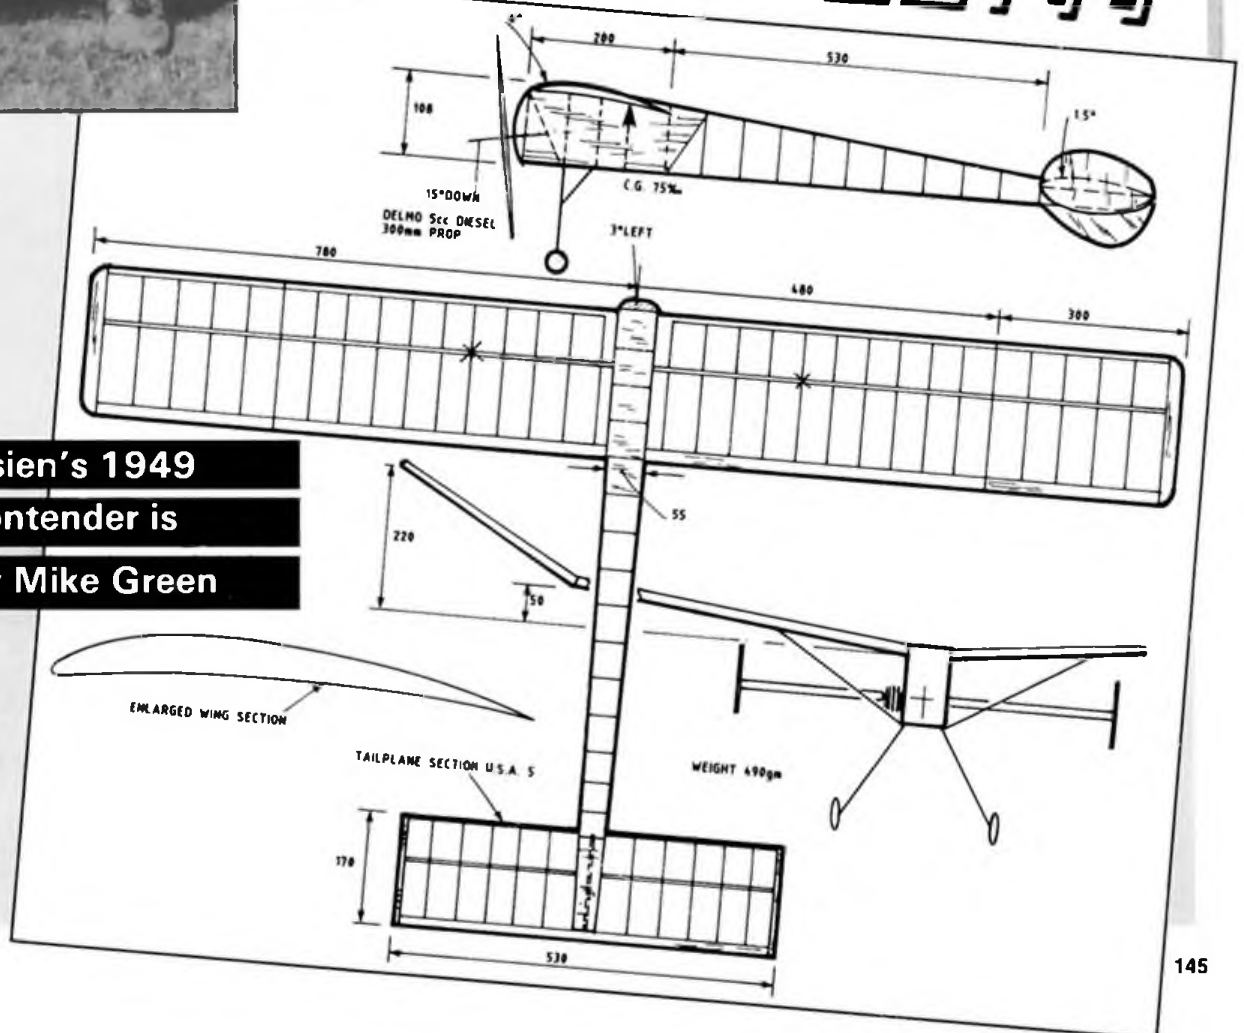 4°
200
530
108
1.5°
C.G. 75%
15° DOWN
DELMO 5cc DIESEL
300mm PROP
3° LEFT
780
480
300
sien's 1949
ontender is
Mike Green
55
220
50
ENLARGED WING SECTION
TAILPLANE SECTION U.S.A. 5
WEIGHT 490gm
170
530
145